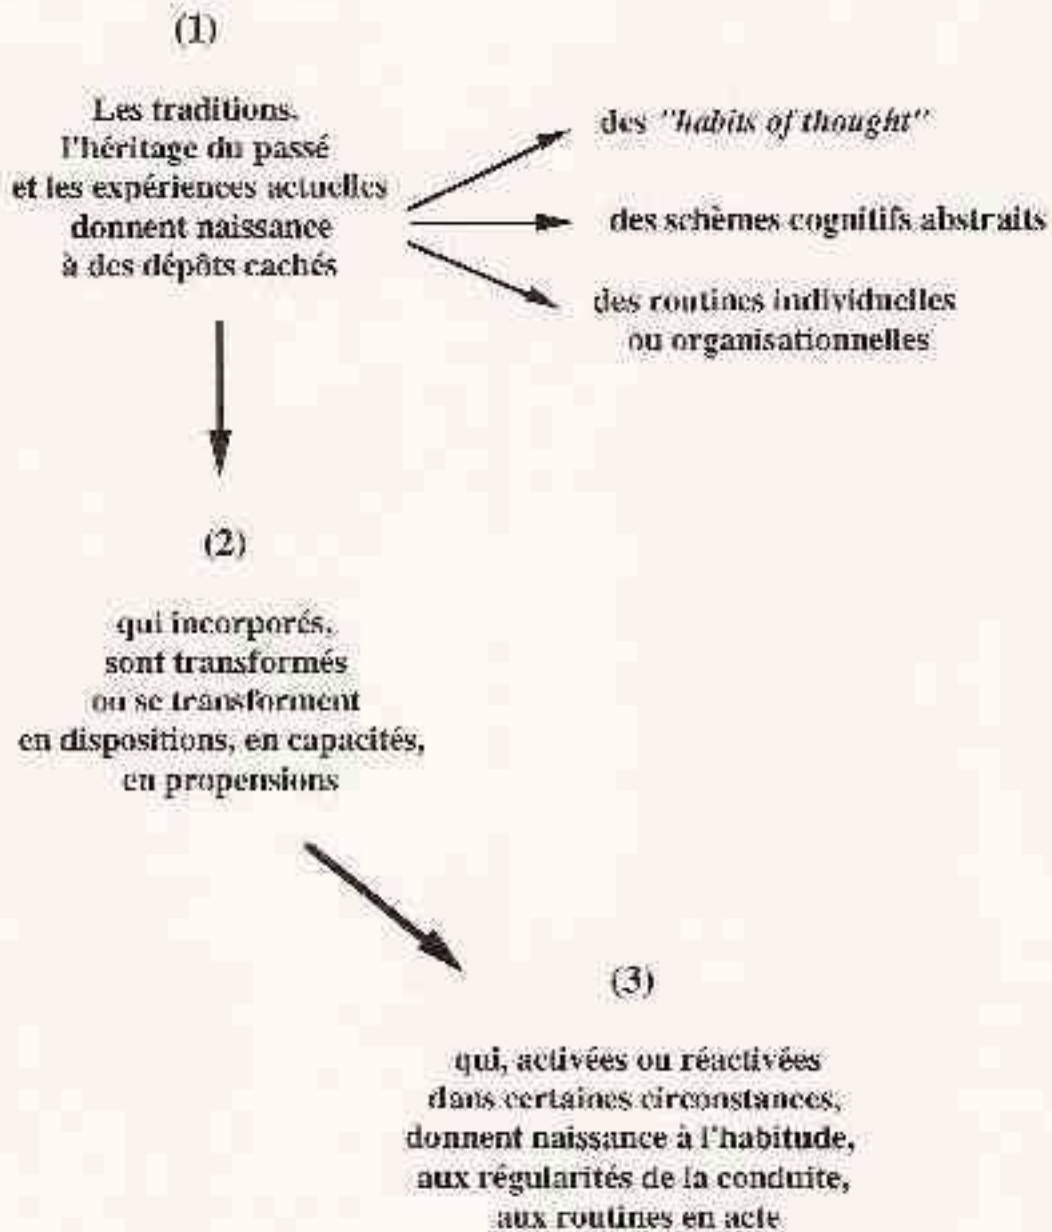 (1)
Les traditions,
l'héritage du passé
et les expériences actuelles
donnent naissance
à des dépôts cachés
des "habits of thought"
des schèmes cognitifs abstraits
des routines individuelles
ou organisationnelles
(2)
qui incorporés,
sont transformés
ou se transforment
en dispositions, en capacités,
en propensions
(3)
qui, activées ou réactivées
dans certaines circonstances,
donnent naissance à l'habitude,
aux régularités de la conduite,
aux routines en acte